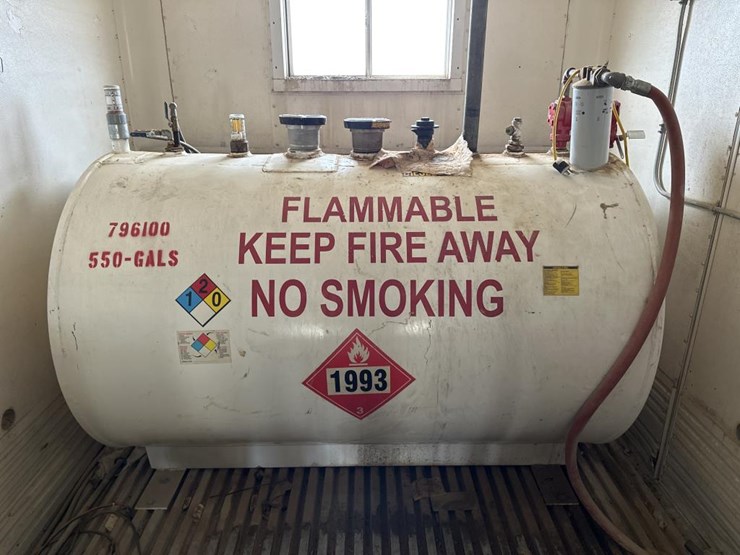 FLAMMABLE
796100
KEEP FIRE AWAY
550-GALS
2
1 0
NO SMOKING
1993
3